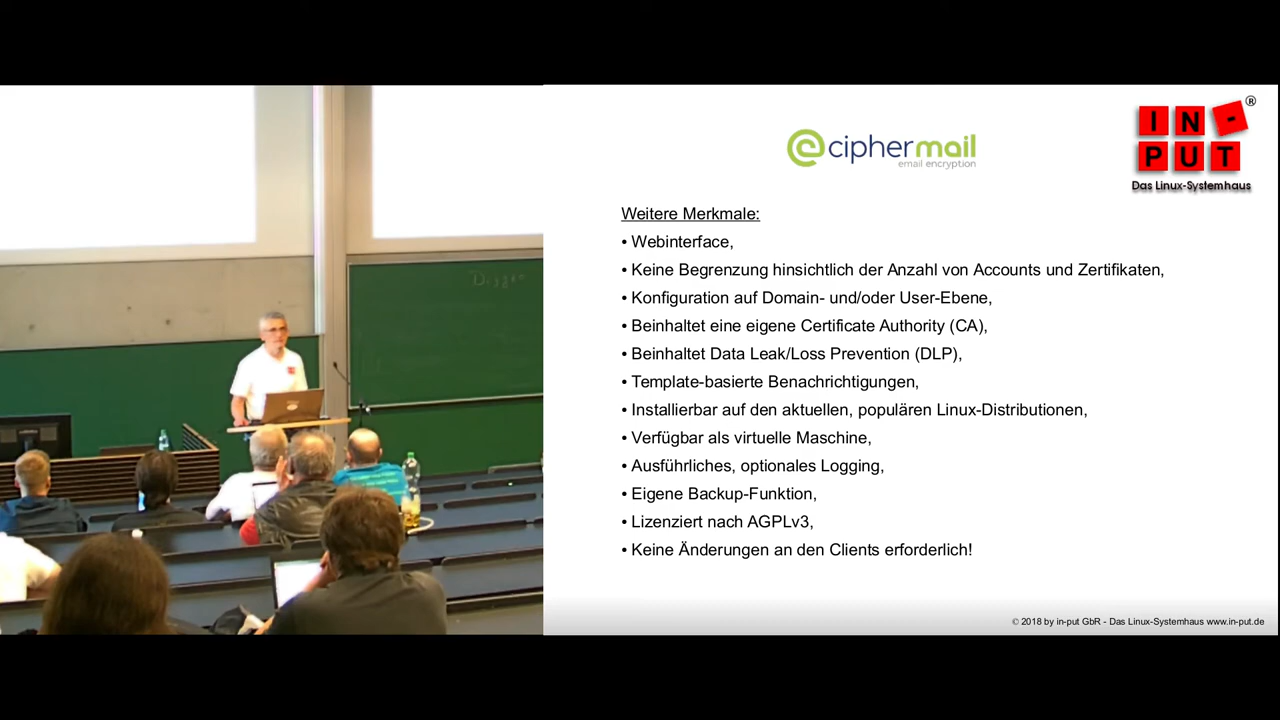 IN-®
PUT
Das Linux-Systemhaus
ciphermail
email encryption
Weitere Merkmale:
• Webinterface,
• Keine Begrenzung hinsichtlich der Anzahl von Accounts und Zertifikaten,
• Konfiguration auf Domain- und/oder User-Ebene,
• Beinhaltet eine eigene Certificate Authority (CA),
• Beinhaltet Data Leak/Loss Prevention (DLP),
• Template-basierte Benachrichtigungen,
• Installierbar auf den aktuellen, populären Linux-Distributionen,
• Verfügbar als virtuelle Maschine,
• Ausführliches, optionales Logging,
• Eigene Backup-Funktion,
• Lizenziert nach AGPLv3,
• Keine Änderungen an den Clients erforderlich!
© 2018 by in-put GbR - Das Linux-Systemhaus www.in-put.de